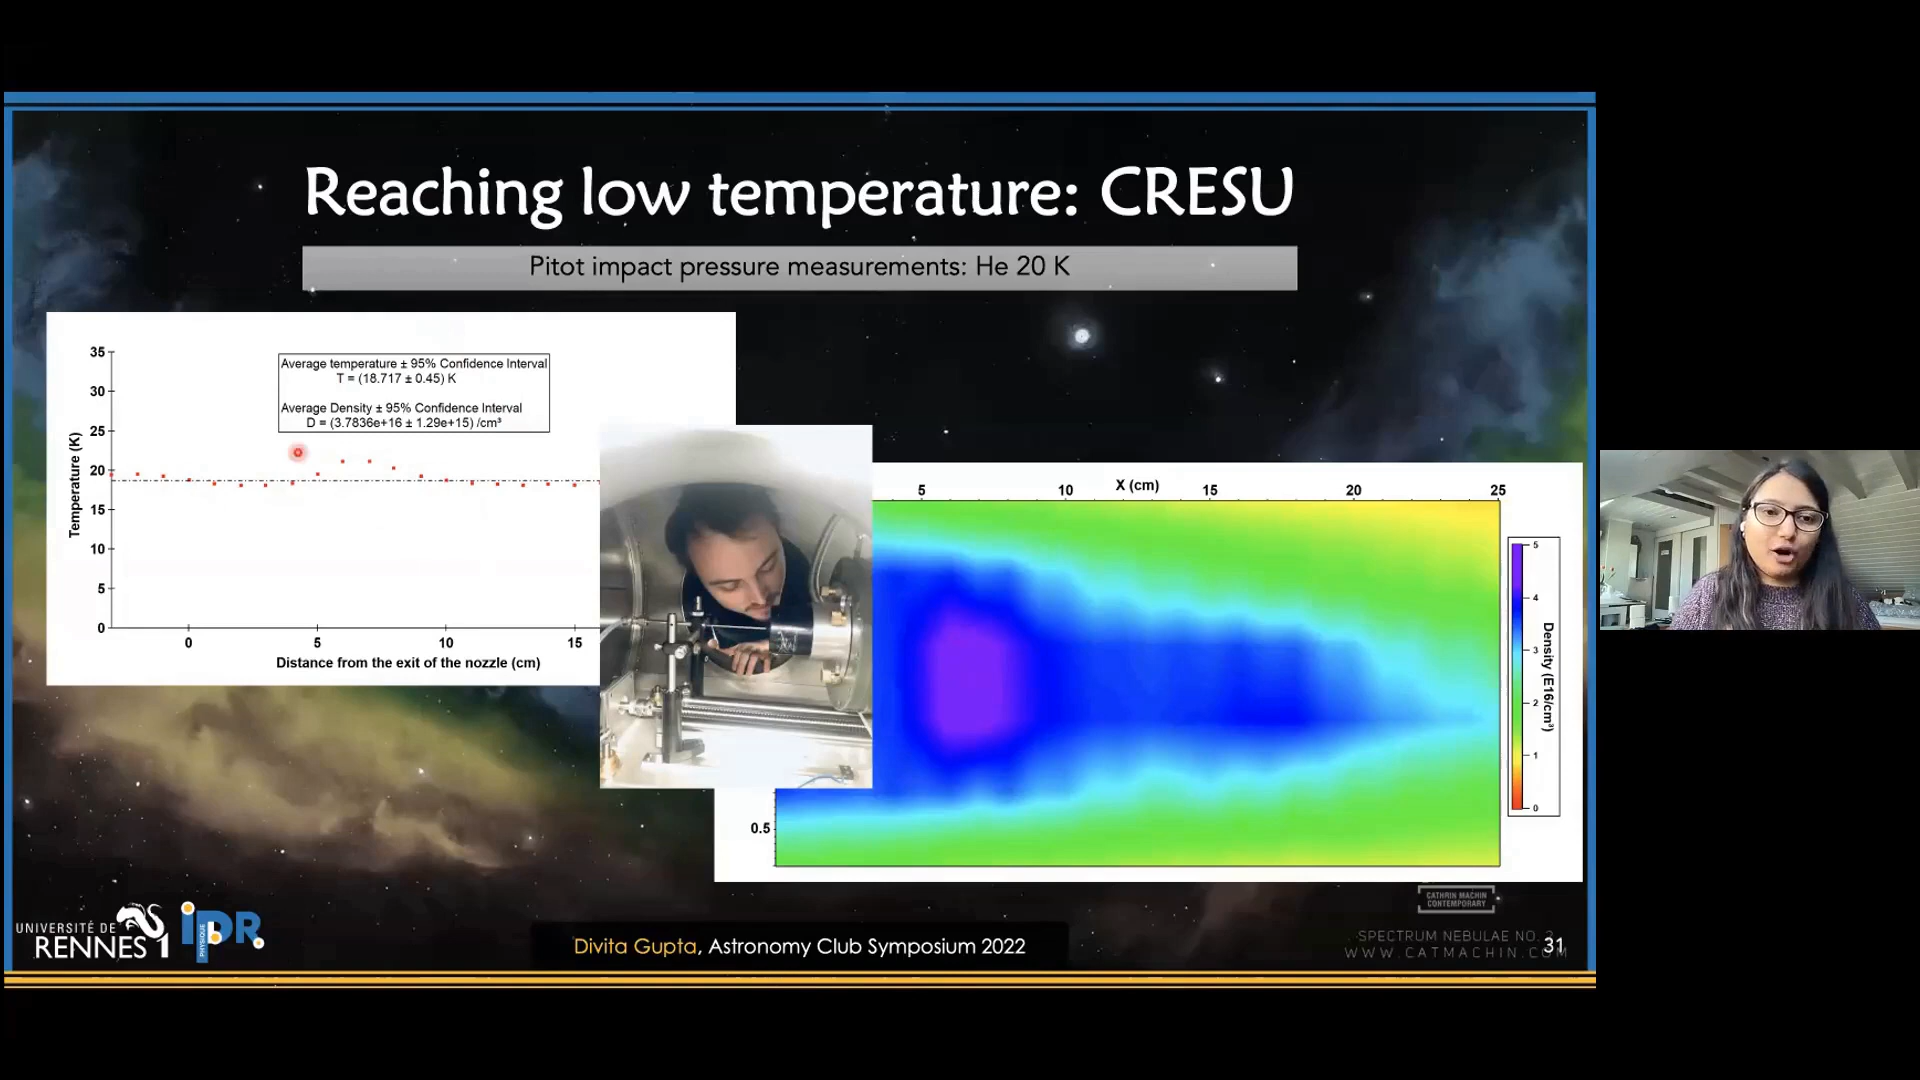 Reaching low temperature: CRESU
Pitot impact pressure measurements: He 20 K
35
30
25
20
15
10
5
0
Temperature (K)
Average temperature ± 95% Confidence Interval
T = (18.717 ± 0.45) K
Average Density ± 95% Confidence Interval
D = (3.7836e+16 ± 1.29e+15) /cm³
0
5
10
15
Distance from the exit of the nozzle (cm)
X (cm)
5
10
15
20
25
0.5
5
4
3
2
1
0
Density (E16/cm³)
UNIVERSITÉ DE
RENNES 1
iPR
PHYSIQUE
Divita Gupta, Astronomy Club Symposium 2022
CATHRIN MACHIN
CONTEMPORARY
SPECTRUM NEBULAE NO.
WWW.CATMACHIN.COM
31